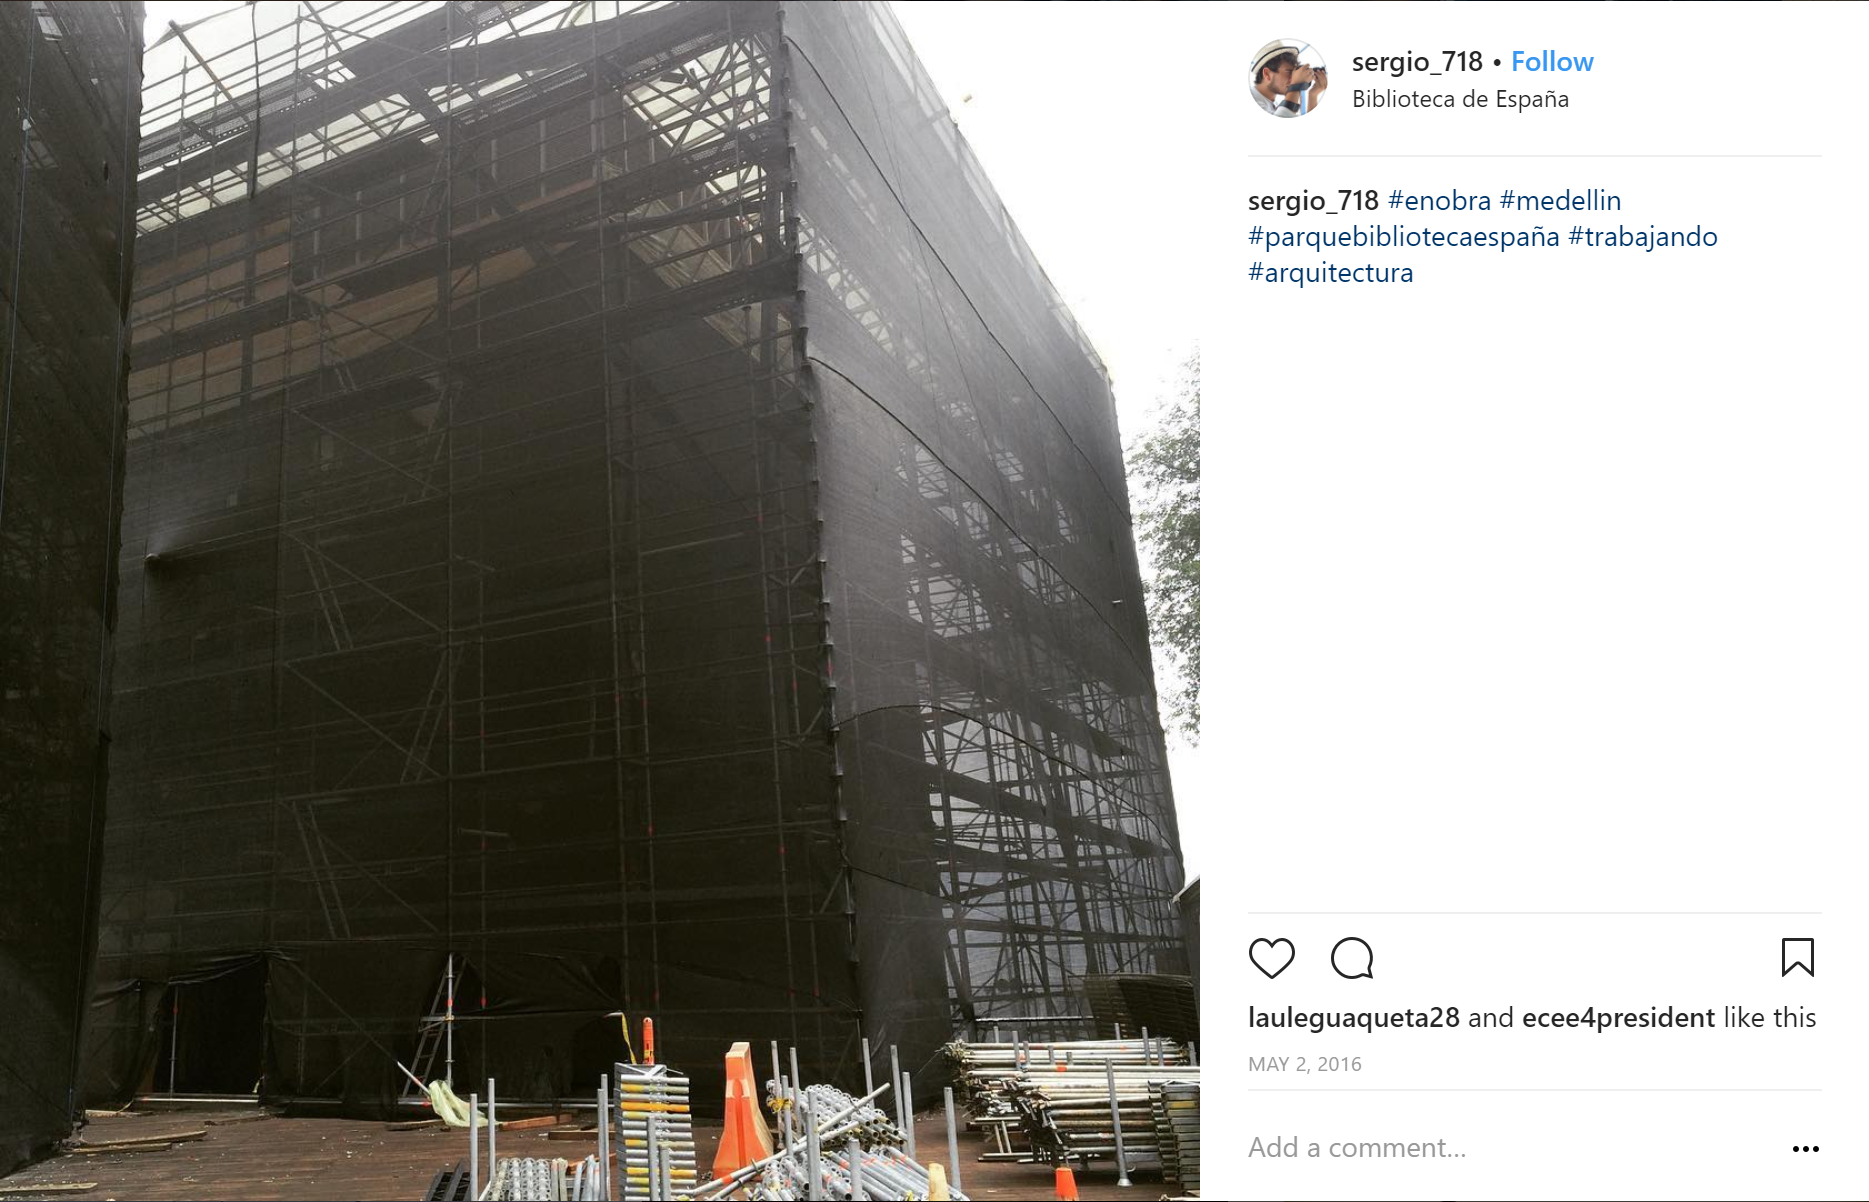 sergio_718 • Follow
Biblioteca de España
sergio_718 #enobra #medellin
#parquebibliotecaespaña #trabajando
#arquitectura
lauleguaqueta28 and ecee4president like this
MAY 2, 2016
Add a comment...